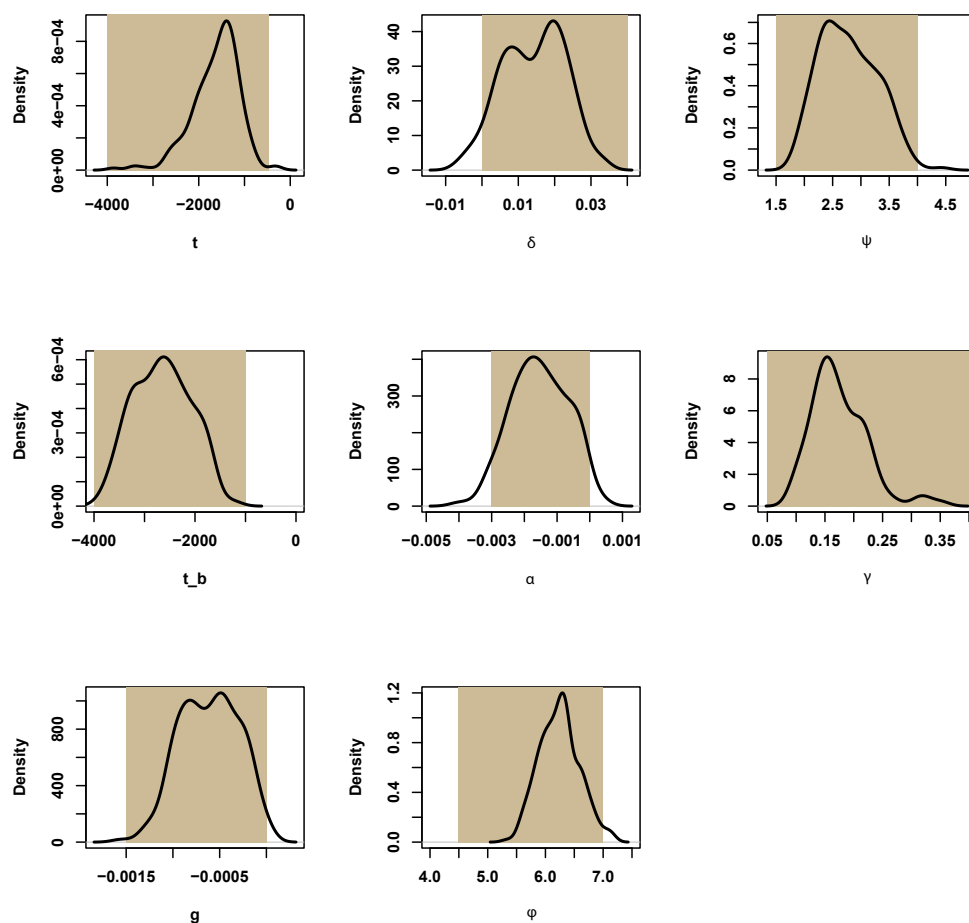 Density
0e+00 4e−04 8e−04
−4000 −2000 0
t
Density
0 10 20 30 40
−0.01 0.01 0.03
δ
Density
0.0 0.2 0.4 0.6
1.5 2.5 3.5 4.5
ψ
Density
0e+00 3e−04 6e−04
−4000 −2000 0
t_b
Density
0 100 300
−0.005 −0.003 −0.001 0.001
α
Density
0 2 4 6 8
0.05 0.15 0.25 0.35
γ
Density
0 400 800
−0.0015 −0.0005
g
Density
0.0 0.4 0.8 1.2
4.0 5.0 6.0 7.0
φ